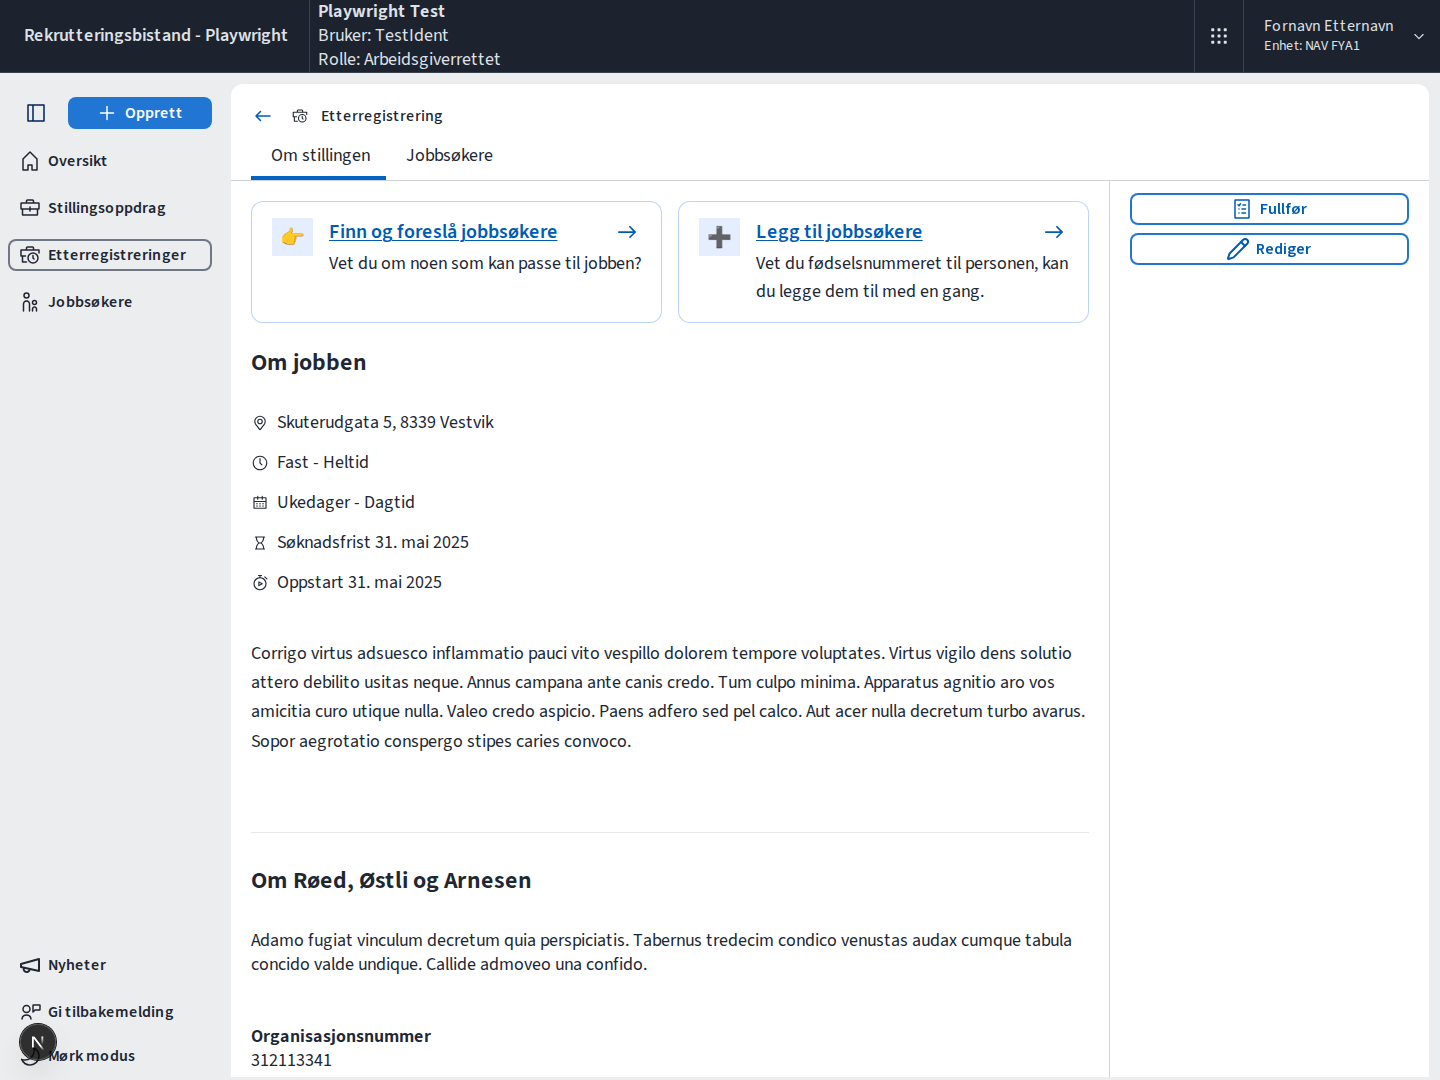 Rekrutteringsbistand - Playwright
Playwright Test
Bruker: TestIdent
Rolle: Arbeidsgiverrettet
Fornavn Etternavn
Enhet: NAV FYA1
Opprett
Oversikt
Stillingsoppdrag
Etterregistreringer
Jobbsøkere
Nyheter
Gi tilbakemelding
N
Mørk modus
Etterregistrering
Om stillingen
Jobbsøkere
Finn og foreslå jobbsøkere
Vet du om noen som kan passe til jobben?
Legg til jobbsøkere
Vet du fødselsnummeret til personen, kan
du legge dem til med en gang.
Fullfør
Rediger
Om jobben
Skuterudgata 5, 8339 Vestvik
Fast - Heltid
Ukedager - Dagtid
Søknadsfrist 31. mai 2025
Oppstart 31. mai 2025
Corrigo virtus adsuesco inflammatio pauci vito vespillo dolorem tempore voluptates. Virtus vigilo dens solutio
attero debilito usitas neque. Annus campana ante canis credo. Tum culpo minima. Apparatus agnitio aro vos
amicitia curo utique nulla. Valeo credo aspicio. Paens adfero sed pel calco. Aut acer nulla decretum turbo avarus.
Sopor aegrotatio conspergo stipes caries convoco.
Om Røed, Østli og Arnesen
Adamo fugiat vinculum decretum quia perspiciatis. Tabernus tredecim condico venustas audax cumque tabula
concido valde undique. Callide admoveo una confido.
Organisasjonsnummer
312113341